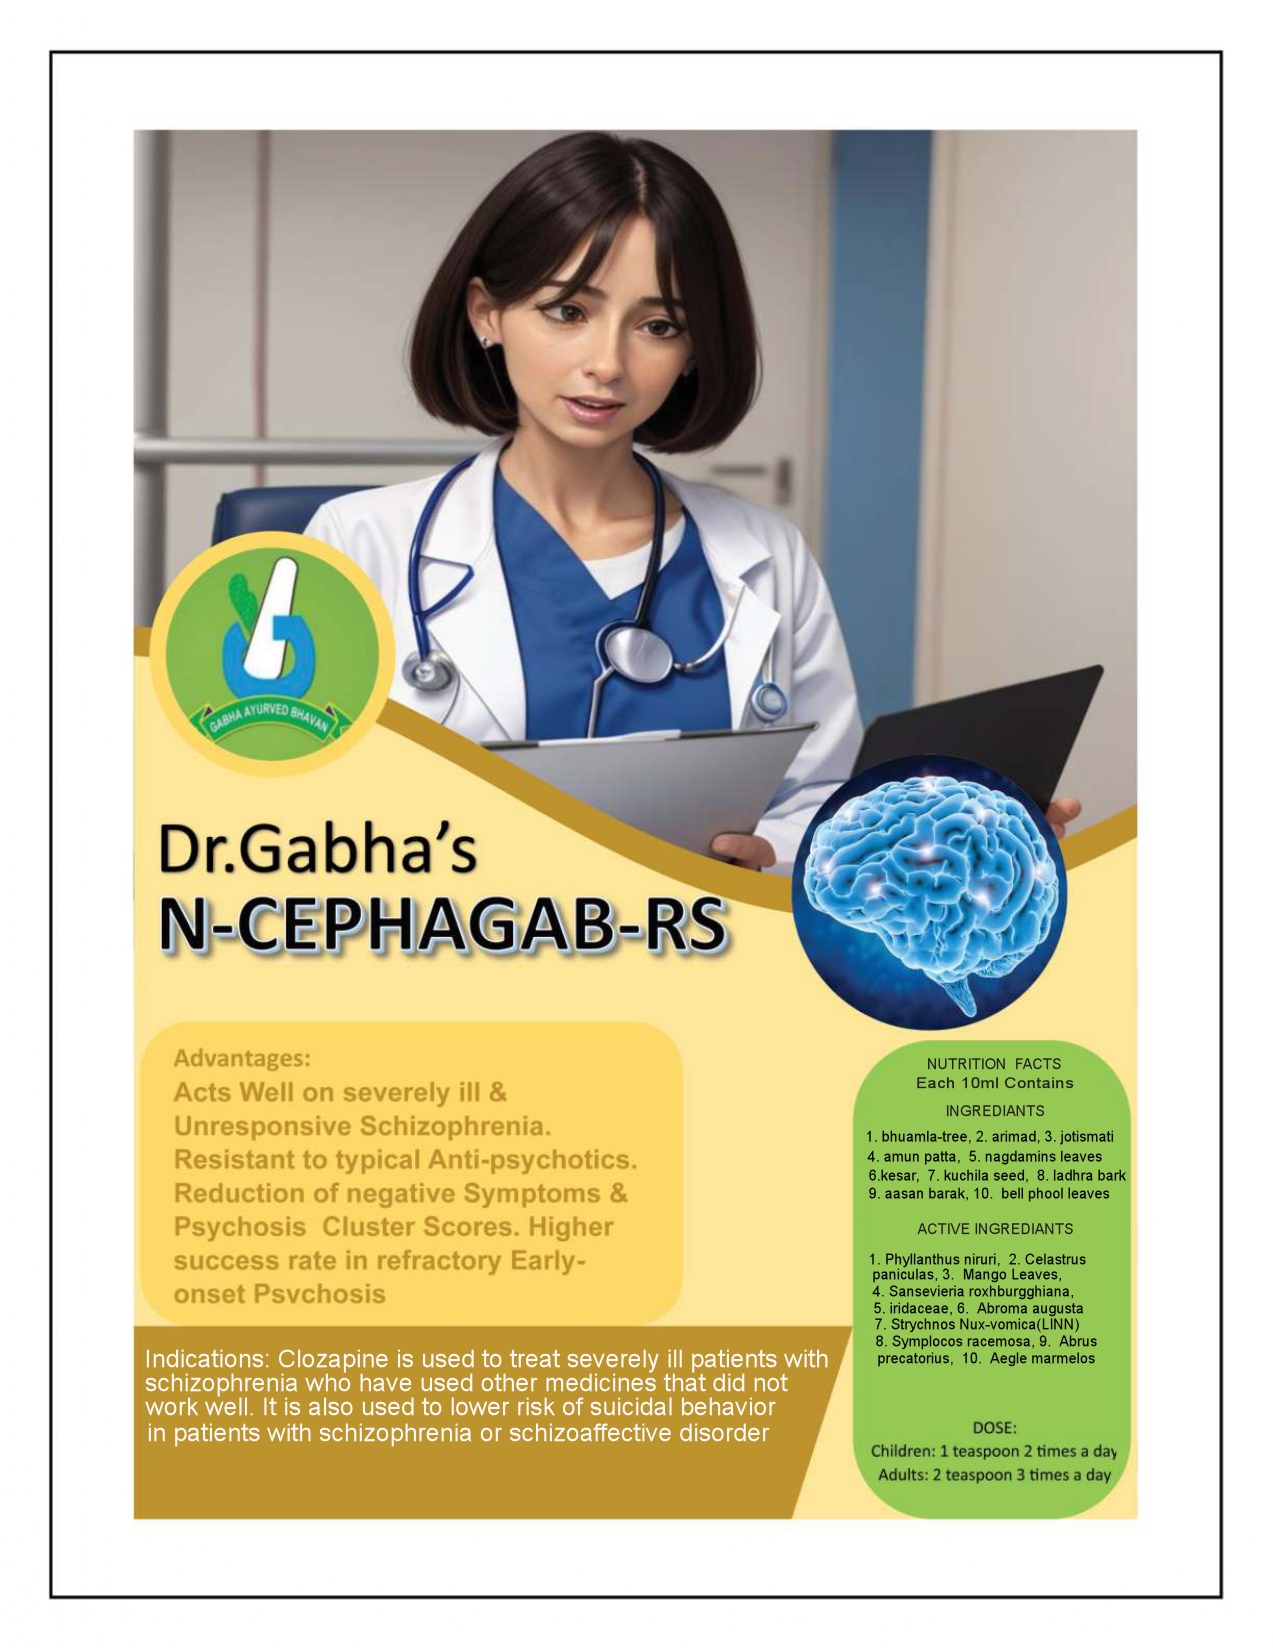 GABHA AYURVED BHAVAN
Dr.Gabha's
N-CEPHAGAB-RS
Advantages:
Acts Well on severely ill &
Unresponsive Schizophrenia.
Resistant to typical Anti-psychotics.
Reduction of negative Symptoms &
Psychosis Cluster Scores. Higher
success rate in refractory Early-
onset Psvchosis
Indications: Clozapine is used to treat severely ill patients with
schizophrenia who have used other medicines that did not
work well. It is also used to lower risk of suicidal behavior
in patients with schizophrenia or schizoaffective disorder
NUTRITION FACTS
Each 10ml Contains
INGREDIANTS
1. bhuamla-tree, 2. arimad, 3. jotismati
4. amun patta, 5. nagdamins leaves
6.kesar, 7. kuchila seed, 8. ladhra bark
9. aasan barak, 10. bell phool leaves
ACTIVE INGREDIANTS
1. Phyllanthus niruri, 2. Celastrus
paniculas, 3. Mango Leaves,
4. Sansevieria roxhburgghiana,
5. iridaceae, 6. Abroma augusta
7. Strychnos Nux-vomica(LINN)
8. Symplocos racemosa, 9. Abrus
precatorius, 10. Aegle marmelos
DOSE:
Children: 1 teaspoon 2 times a day
Adults: 2 teaspoon 3 times a day